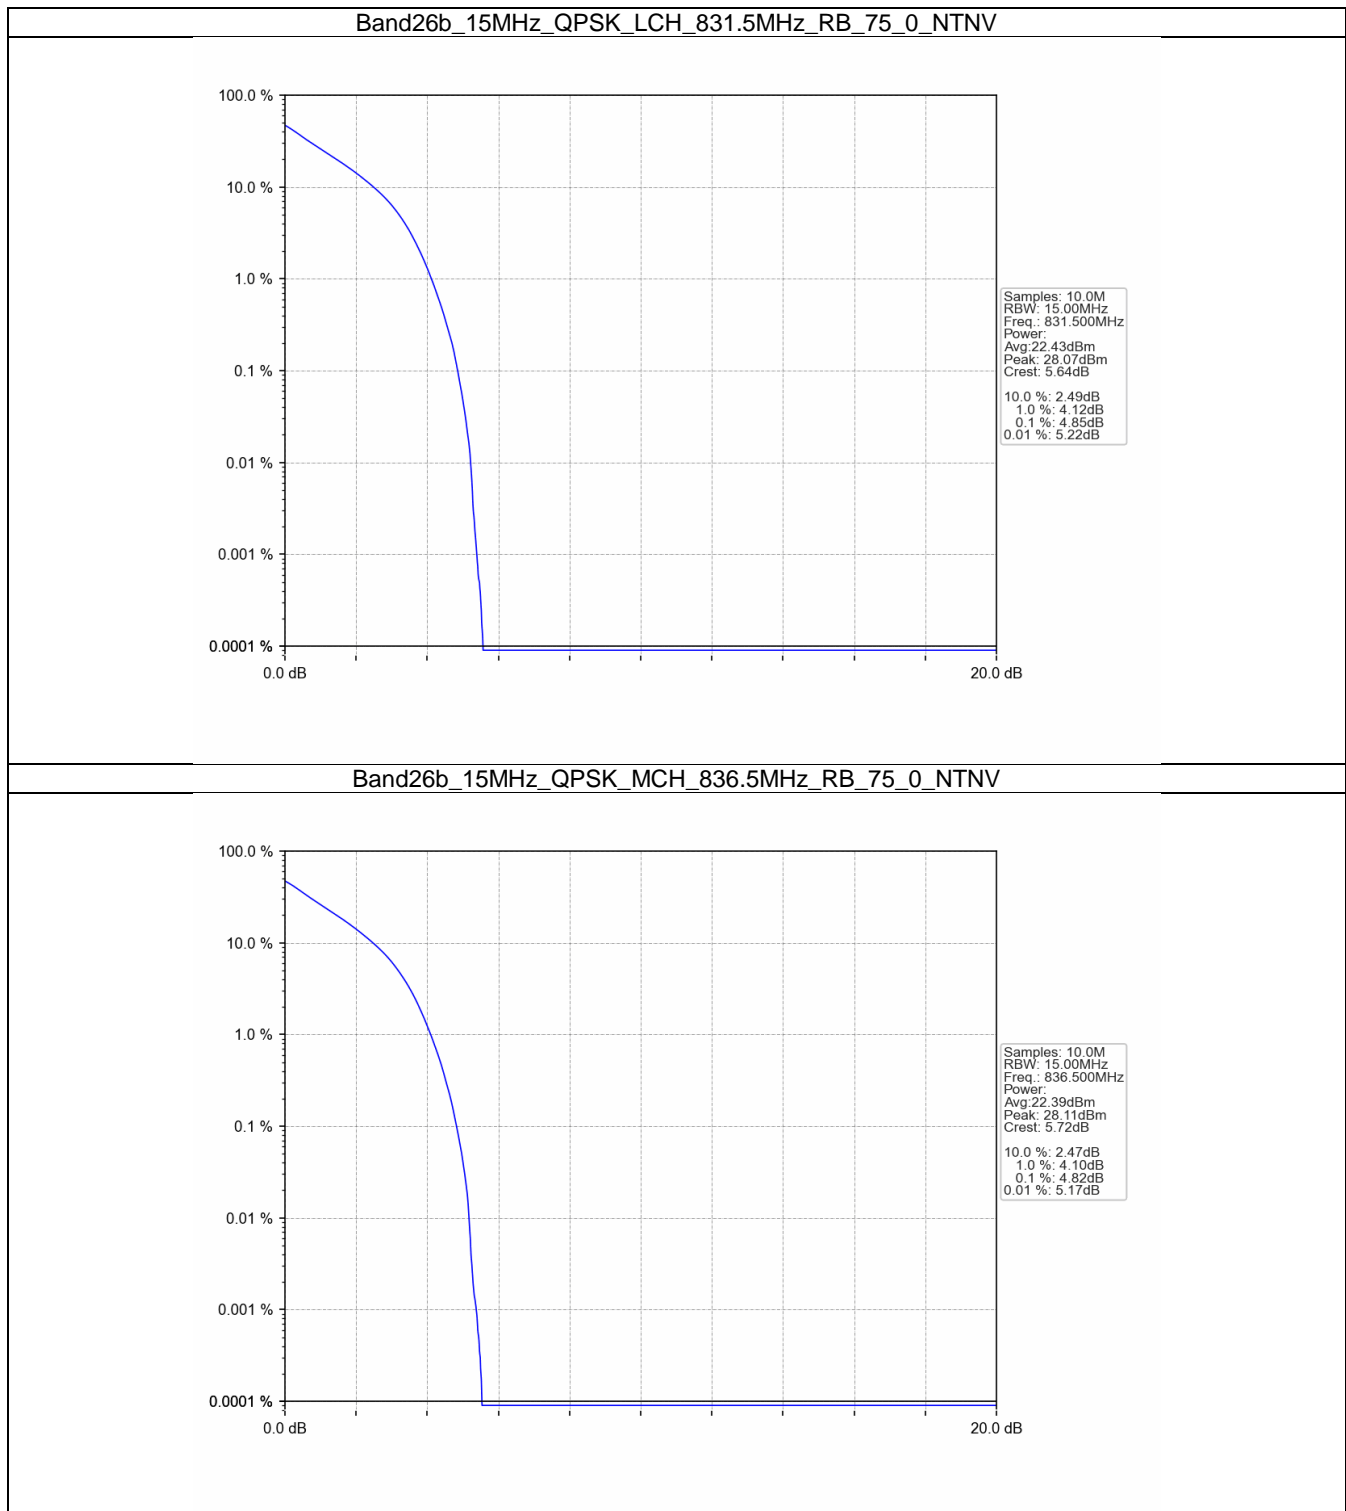 Band26b_15MHz_QPSK_LCH_831.5MHz_RB_75_0_NTNV
100.0 %
10.0 %
1.0 %
0.1 %
0.01 %
0.001 %
0.0001 %
0.0 dB
20.0 dB
Samples: 10.0M
RBW: 15.00MHz
Freq.: 831.500MHz
Power:
Avg:22.43dBm
Peak: 28.07dBm
Crest: 5.64dB
10.0 %: 2.49dB
1.0 %: 4.12dB
0.1 %: 4.85dB
0.01 %: 5.22dB
Band26b_15MHz_QPSK_MCH_836.5MHz_RB_75_0_NTNV
100.0 %
10.0 %
1.0 %
0.1 %
0.01 %
0.001 %
0.0001 %
0.0 dB
20.0 dB
Samples: 10.0M
RBW: 15.00MHz
Freq.: 836.500MHz
Power:
Avg:22.39dBm
Peak: 28.11dBm
Crest: 5.72dB
10.0 %: 2.47dB
1.0 %: 4.10dB
0.1 %: 4.82dB
0.01 %: 5.17dB